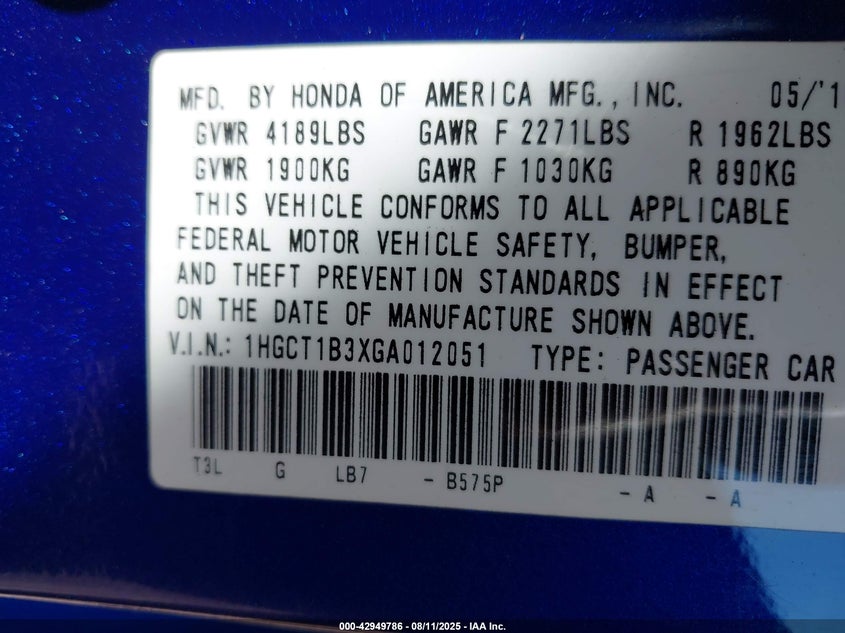 MFD. BY HONDA OF AMERICA MFG., INC. 05/'1
GVWR 4189LBS GAWR F 2271LBS R 1962LBS
GVWR 1900KG GAWR F 1030KG R 890KG
THIS VEHICLE CONFORMS TO ALL APPLICABLE
FEDERAL MOTOR VEHICLE SAFETY, BUMPER,
AND THEFT PREVENTION STANDARDS IN EFFECT
ON THE DATE OF MANUFACTURE SHOWN ABOVE.
V.I.N.: 1HGCT1B3XGA012051 TYPE: PASSENGER CAR
T3L G LB7 - B575P - A - A
000-42949786 - 08/11/2025 - IAA Inc.